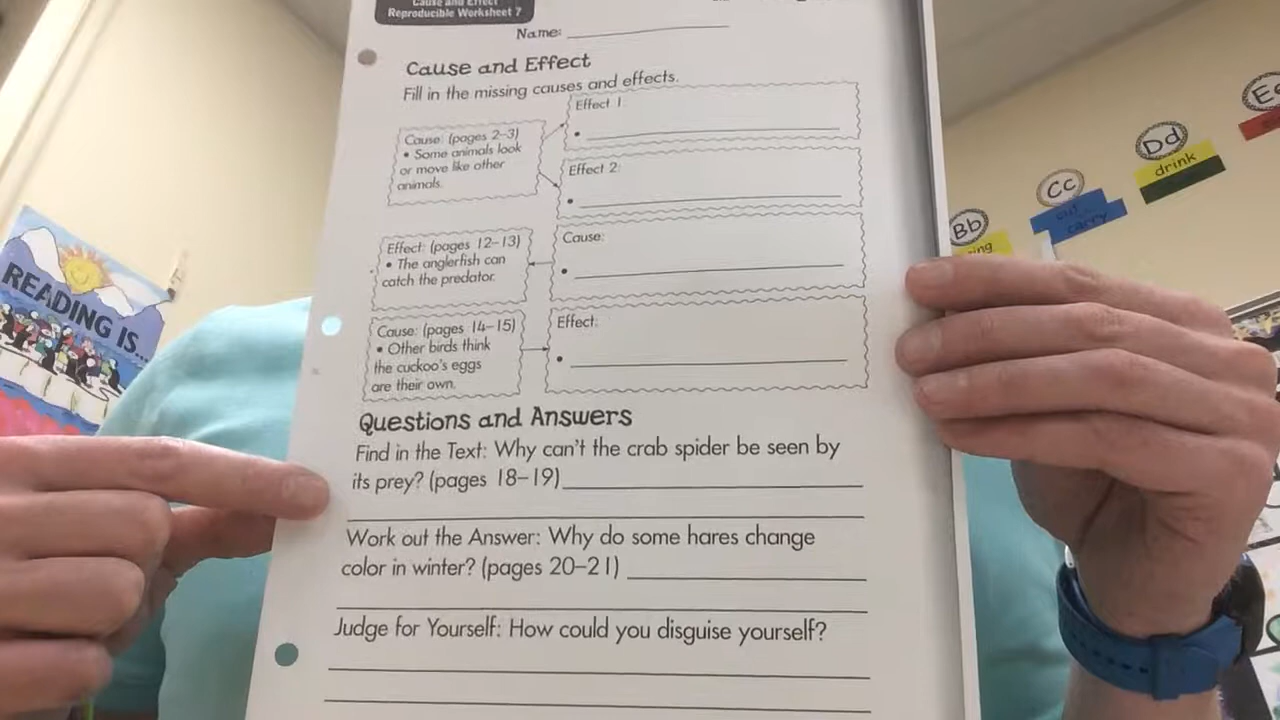 Cause and Effect
Reproducible Worksheet 7
Name:
Cause and Effect
Fill in the missing causes and effects.
Cause: (pages 2–3)
• Some animals look
or move like other
animals.
Effect 1:
•
Effect 2:
•
Effect: (pages 12–13)
• The anglerfish can
catch the predator.
Cause:
•
Cause: (pages 14–15)
• Other birds think
the cuckoo's eggs
are their own.
Effect:
•
Questions and Answers
Find in the Text: Why can't the crab spider be seen by
its prey? (pages 18–19)
Work out the Answer: Why do some hares change
color in winter? (pages 20–21)
Judge for Yourself: How could you disguise yourself?
READING IS...
Bb
Cc
cut
carry
Dd
drink